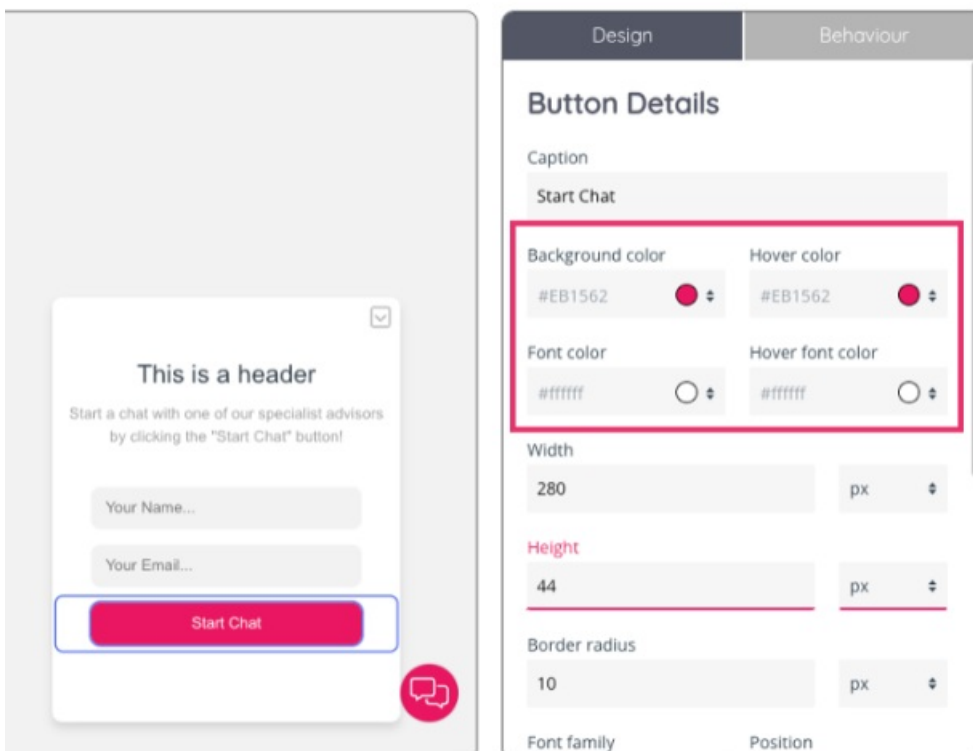 This is a header
Start a chat with one of our specialist advisors
by clicking the "Start Chat" button!
Your Name...
Your Email...
Start Chat
Design Behaviour
Button Details
Caption
Start Chat
Background color Hover color
#EB1562 #EB1562
Font color Hover font color
#ffffff #ffffff
Width
280 px
Height
44 px
Border radius
10 px
Font family Position